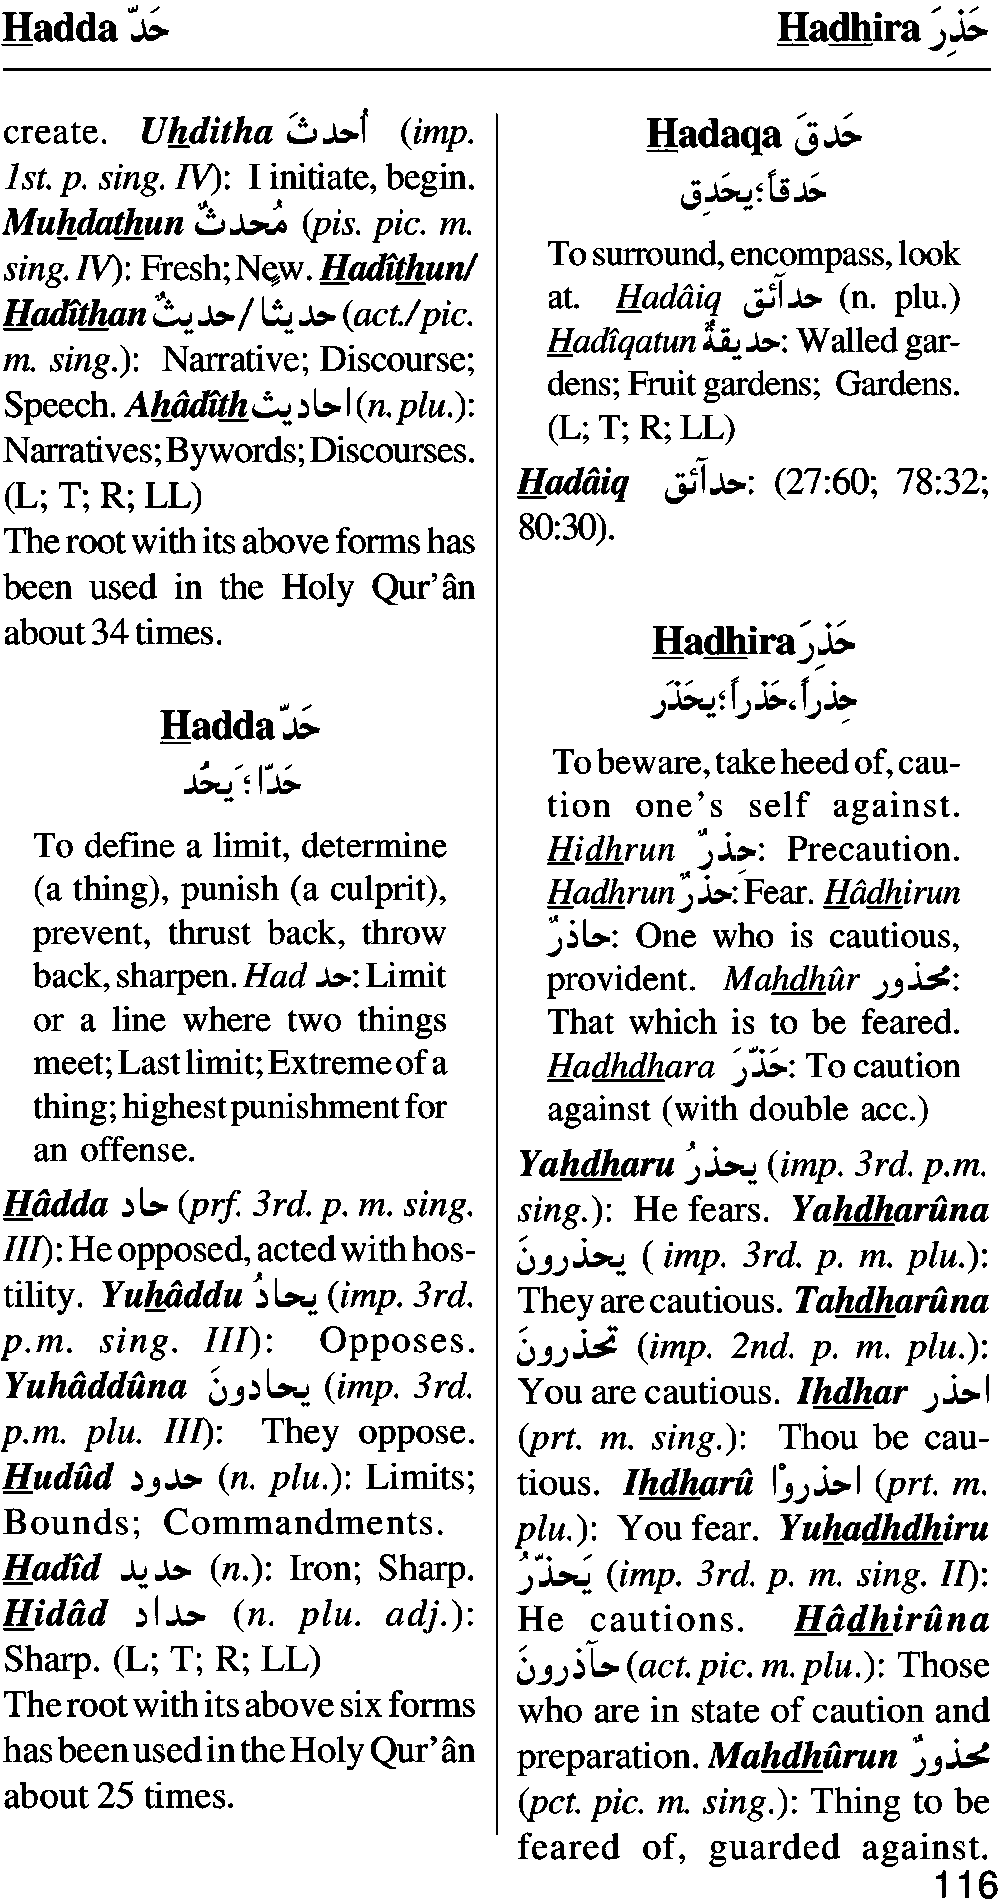 Hadda حَدّ
Hadhira حَذِرَ
create. Uhditha أُحدثَ (imp.
1st. p. sing. IV): I initiate, begin.
Muhdathun مُحدثٌ (pis. pic. m.
sing. IV): Fresh; New. Hadîthun/
Hadîthan حديثٌ / حديثا (act./pic.
m. sing.): Narrative; Discourse;
Speech. Ahâdîth احاديث (n. plu.):
Narratives; Bywords; Discourses.
(L; T; R; LL)
The root with its above forms has
been used in the Holy Qur'ân
about 34 times.
Hadda حَدّ
حَدّا ؛ يَحُد
To define a limit, determine
(a thing), punish (a culprit),
prevent, thrust back, throw
back, sharpen. Had حد: Limit
or a line where two things
meet; Last limit; Extreme of a
thing; highest punishment for
an offense.
Hâdda حاد (prf. 3rd. p. m. sing.
III): He opposed, acted with hos-
tility. Yuhâddu يحادُ (imp. 3rd.
p.m. sing. III): Opposes.
Yuhâddûna يحادونَ (imp. 3rd.
p.m. plu. III): They oppose.
Hudûd حدود (n. plu.): Limits;
Bounds; Commandments.
Hadîd حديد (n.): Iron; Sharp.
Hidâd حداد (n. plu. adj.):
Sharp. (L; T; R; LL)
The root with its above six forms
has been used in the Holy Qur'ân
about 25 times.
Hadaqa حَدقَ
حَدقاً؛ يحَدِق
To surround, encompass, look
at. Hadâiq حدآئق (n. plu.)
Hadîqatun حديقةٌ: Walled gar-
dens; Fruit gardens; Gardens.
(L; T; R; LL)
Hadâiq حدآئق: (27:60; 78:32;
80:30).
Hadhira حَذِرَ
حِذراً، حَذراً؛ يحَذَر
To beware, take heed of, cau-
tion one's self against.
Hidhrun حِذرٌ: Precaution.
Hadhrun حذرٌ: Fear. Hâdhirun
حاذرٌ: One who is cautious,
provident. Mahdhûr محذور:
That which is to be feared.
Hadhdhara حَذّرَ: To caution
against (with double acc.)
Yahdharu يحذرُ (imp. 3rd. p.m.
sing.): He fears. Yahdharûna
يحذرونَ ( imp. 3rd. p. m. plu.):
They are cautious. Tahdharûna
تحذرونَ (imp. 2nd. p. m. plu.):
You are cautious. Ihdhar احذر
(prt. m. sing.): Thou be cau-
tious. Ihdharû احذروْا (prt. m.
plu.): You fear. Yuhadhdhiru
يَحذّرُ (imp. 3rd. p. m. sing. II):
He cautions. Hâdhirûna
حآذرونَ (act. pic. m. plu.): Those
who are in state of caution and
preparation. Mahdhûrun محذورٌ
(pct. pic. m. sing.): Thing to be
feared of, guarded against.
116